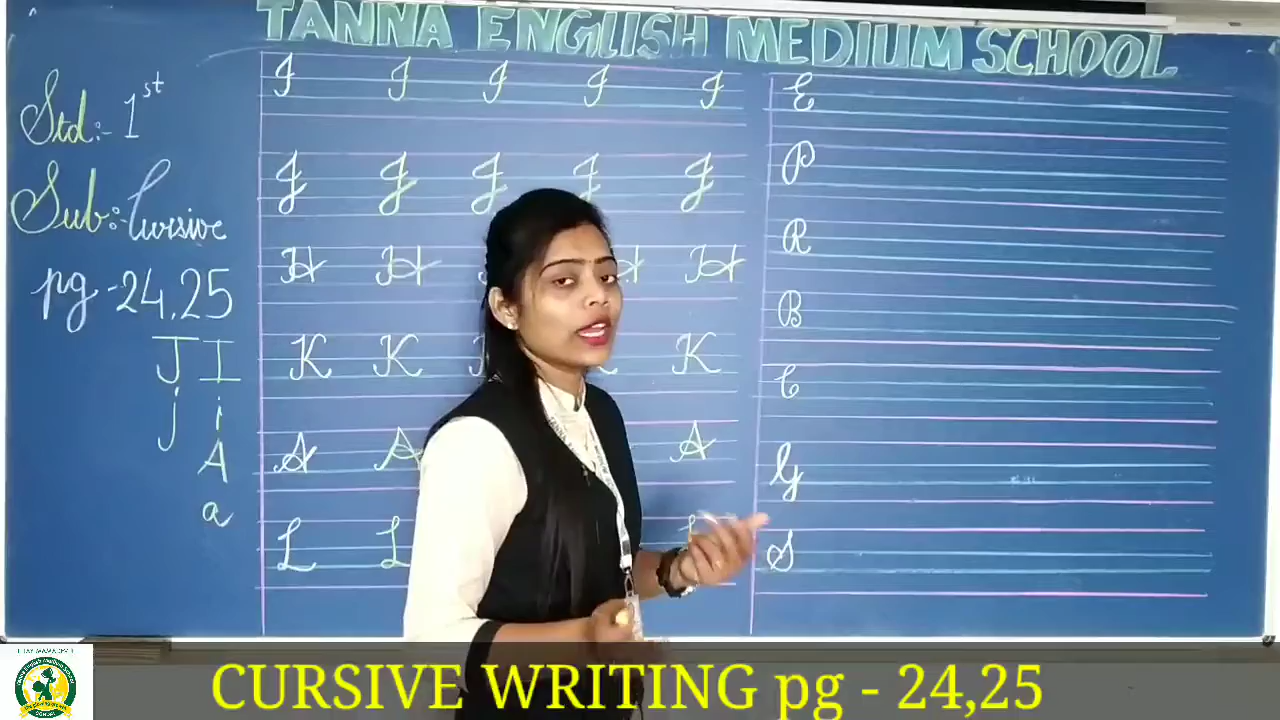 TANNA ENGLISH MEDIUM SCHOOL
Std:- 1st
Sub:- Cursive
pg - 24,25
J I
j i
A
a
I I I I I
J J J J J
H H H H
K K K
A A A
L L
E
P
R
B
C
G
S
CURSIVE WRITING pg - 24,25